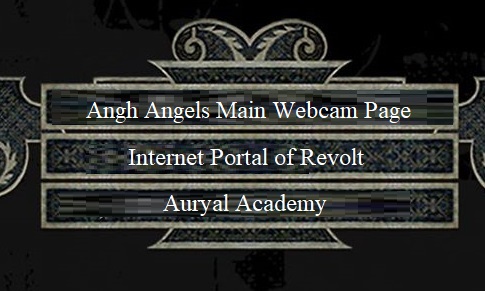 Angh Angels Main Webcam Page
Internet Portal of Revolt
Auryal Academy